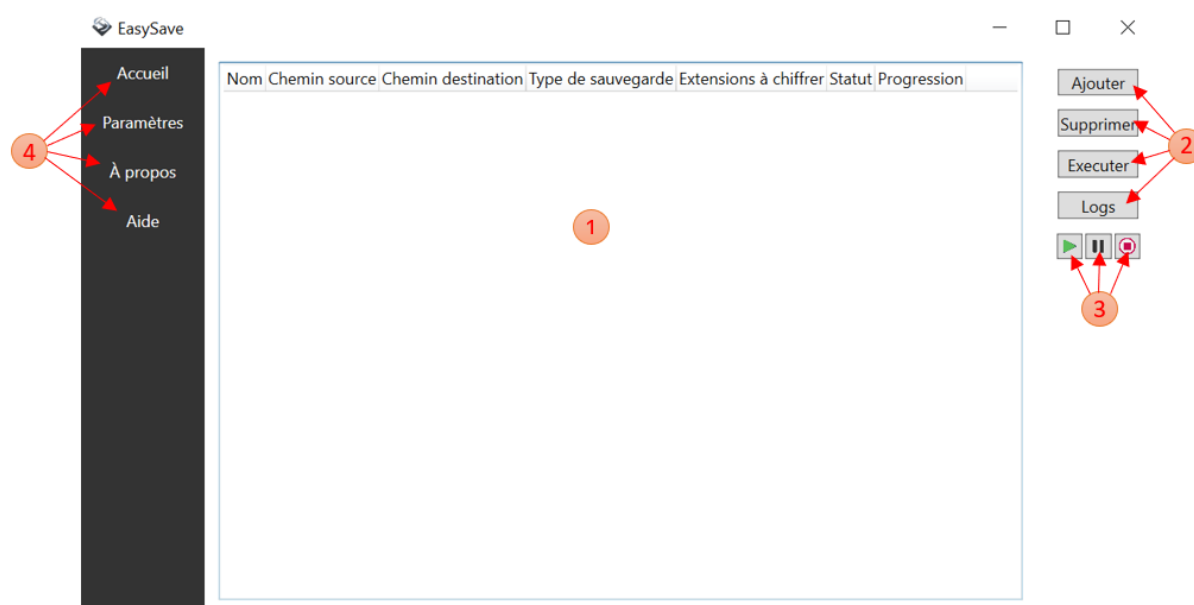 EasySave
Accueil
Paramètres
À propos
Aide
4
Nom Chemin source Chemin destination Type de sauvegarde Extensions à chiffrer Statut Progression
1
Ajouter
Supprimer
Executer
Logs
2
3